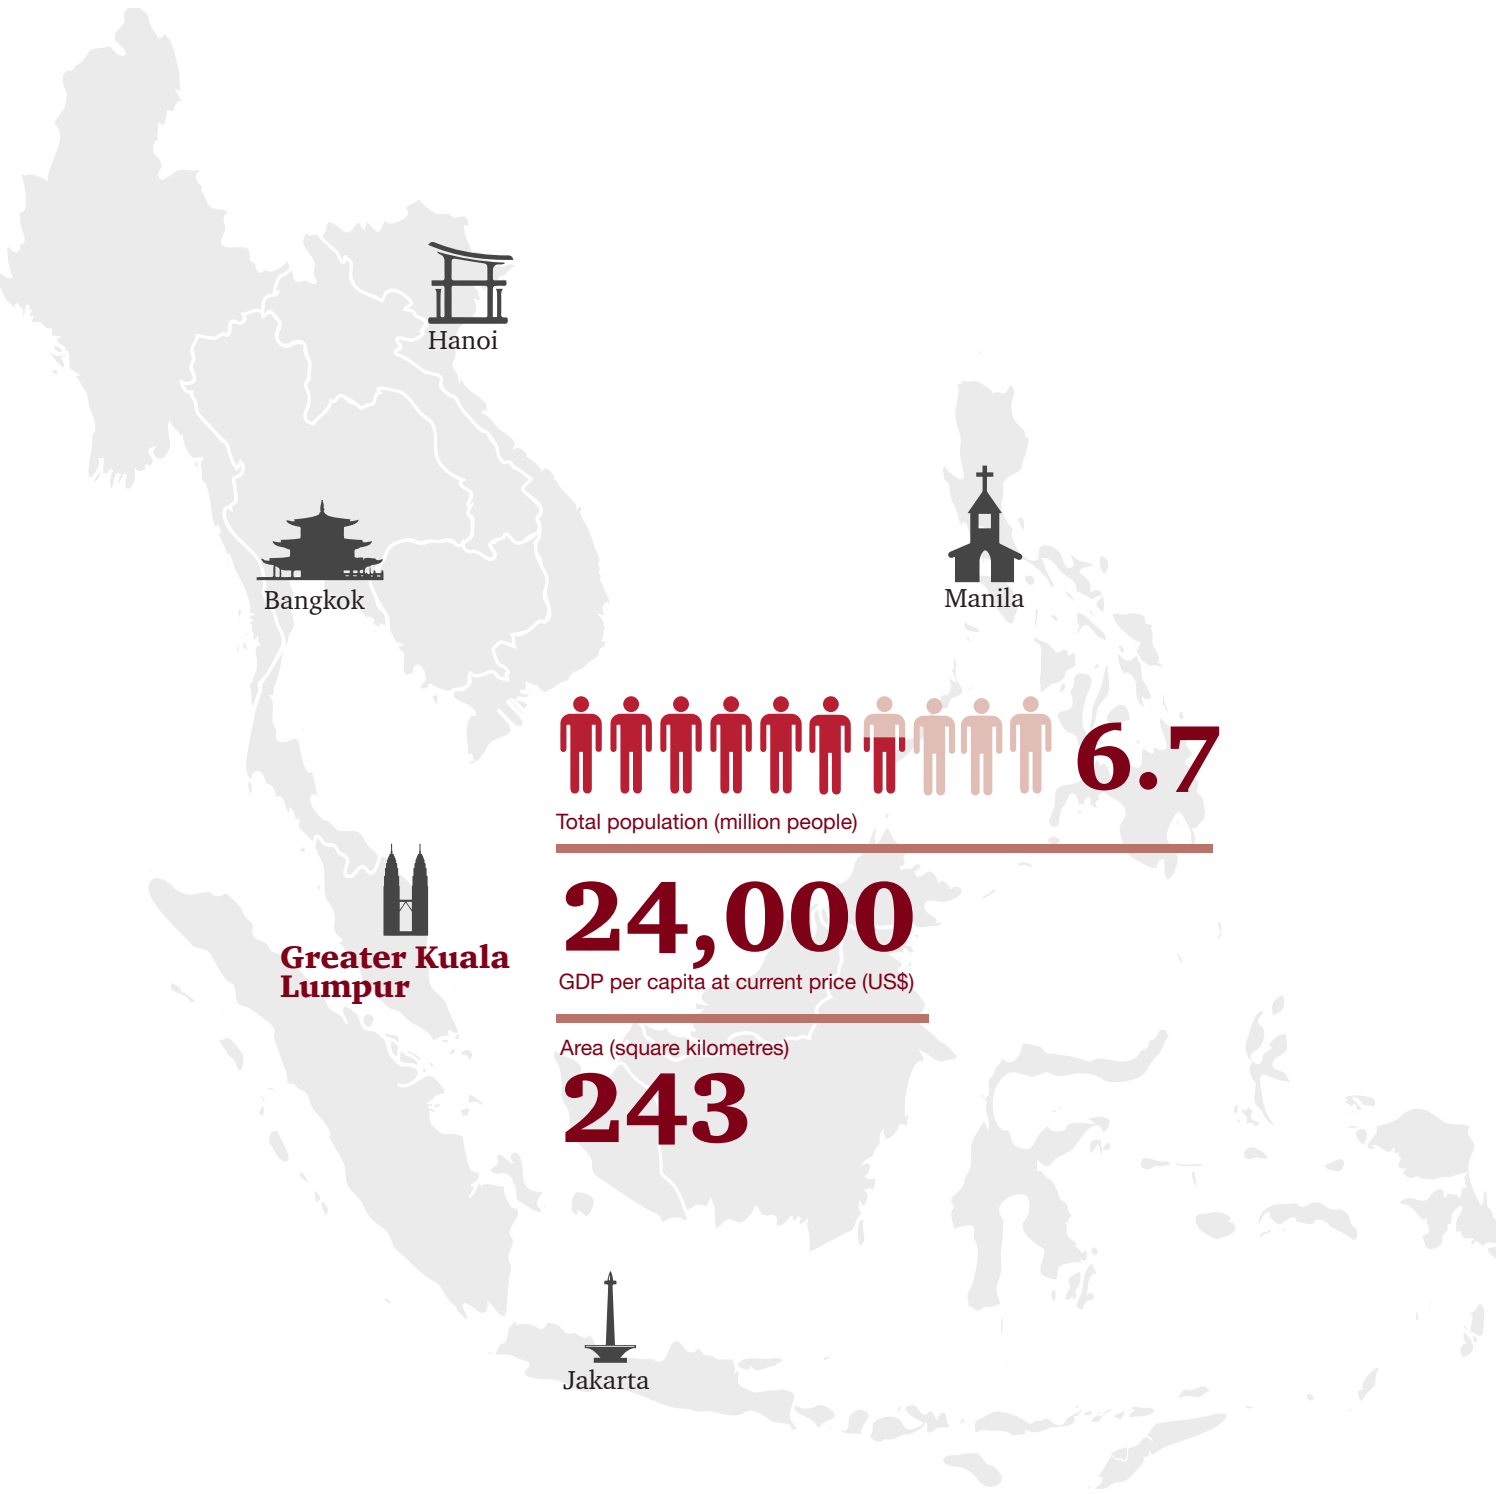 Hanoi
Bangkok
Manila
6.7
Total population (million people)
24,000
GDP per capita at current price (US$)
Greater Kuala
Lumpur
Area (square kilometres)
243
Jakarta